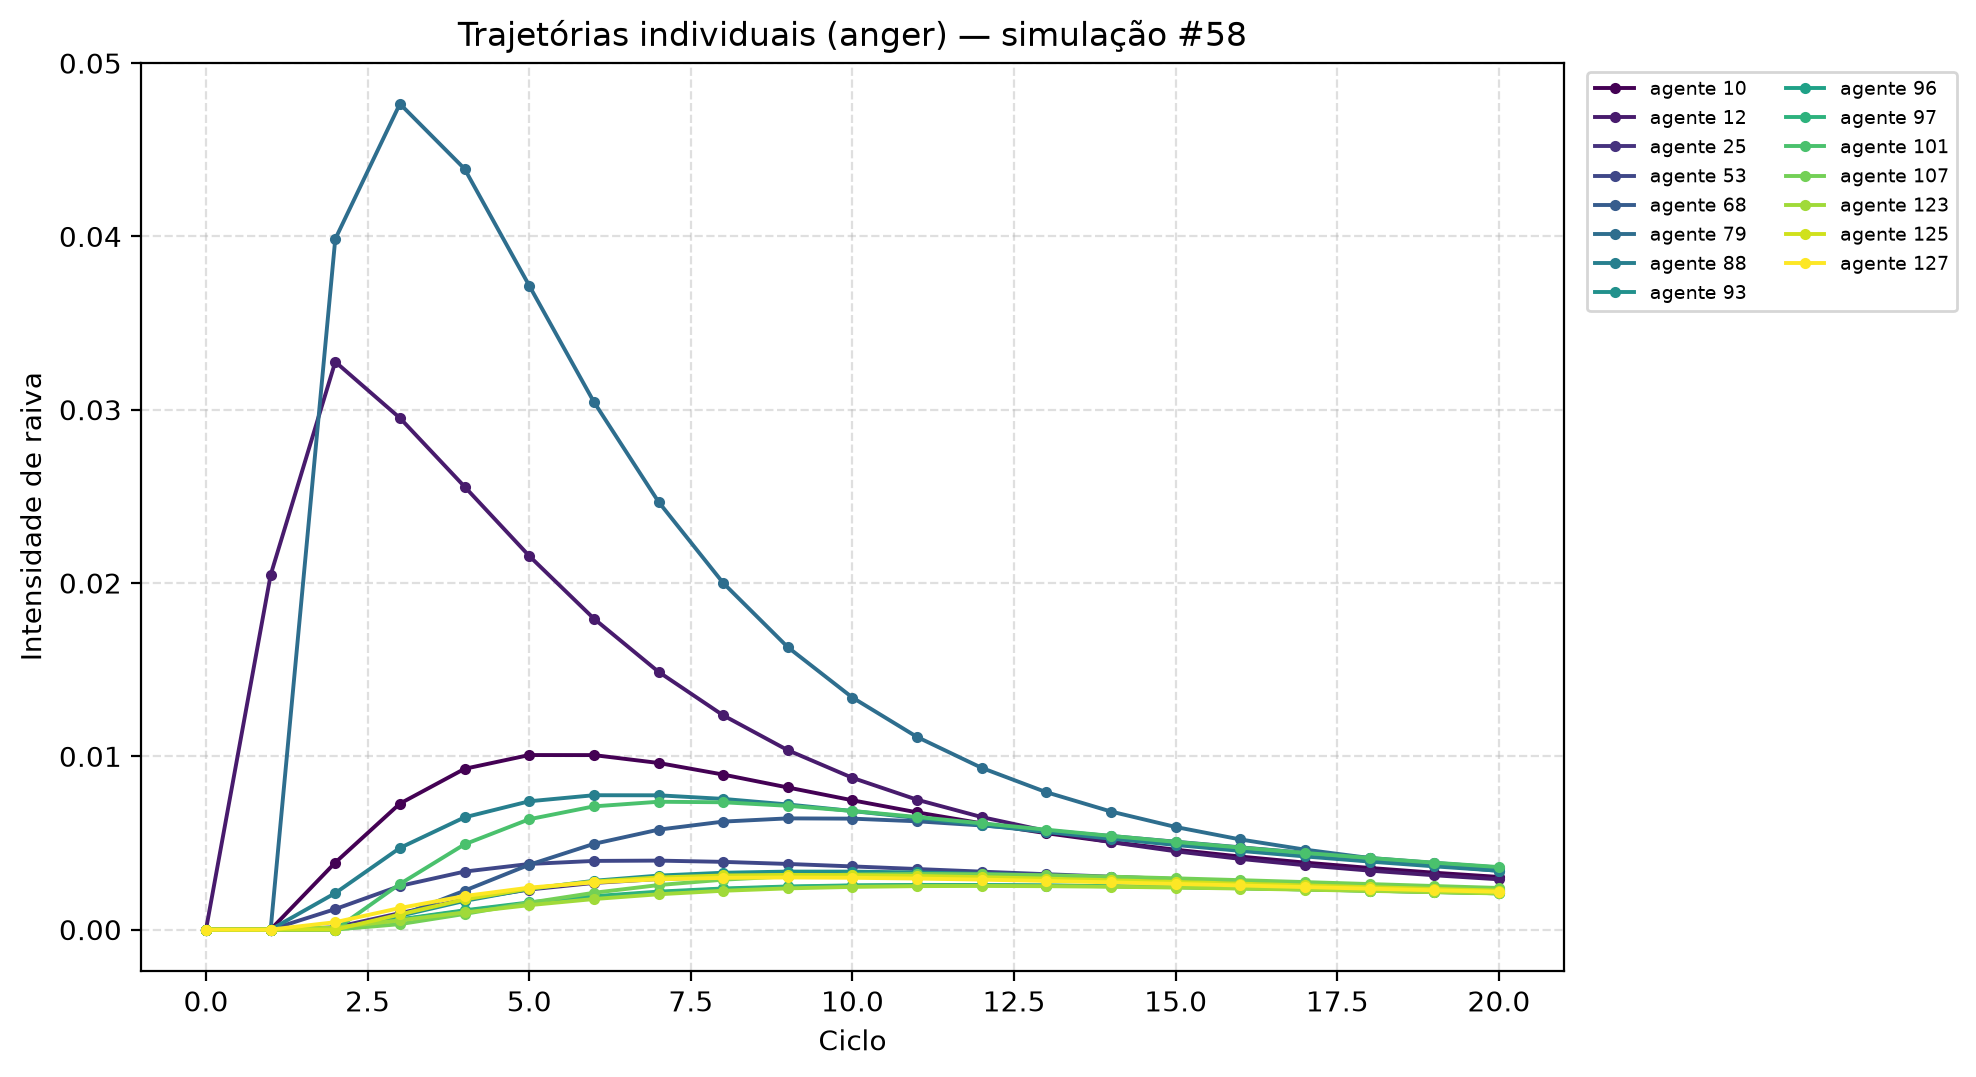 Trajetórias individuais (anger) — simulação #58
0.05
0.04
0.03
0.02
0.01
0.00
Intensidade de raiva
0.0 2.5 5.0 7.5 10.0 12.5 15.0 17.5 20.0
Ciclo
agente 10
agente 12
agente 25
agente 53
agente 68
agente 79
agente 88
agente 93
agente 96
agente 97
agente 101
agente 107
agente 123
agente 125
agente 127